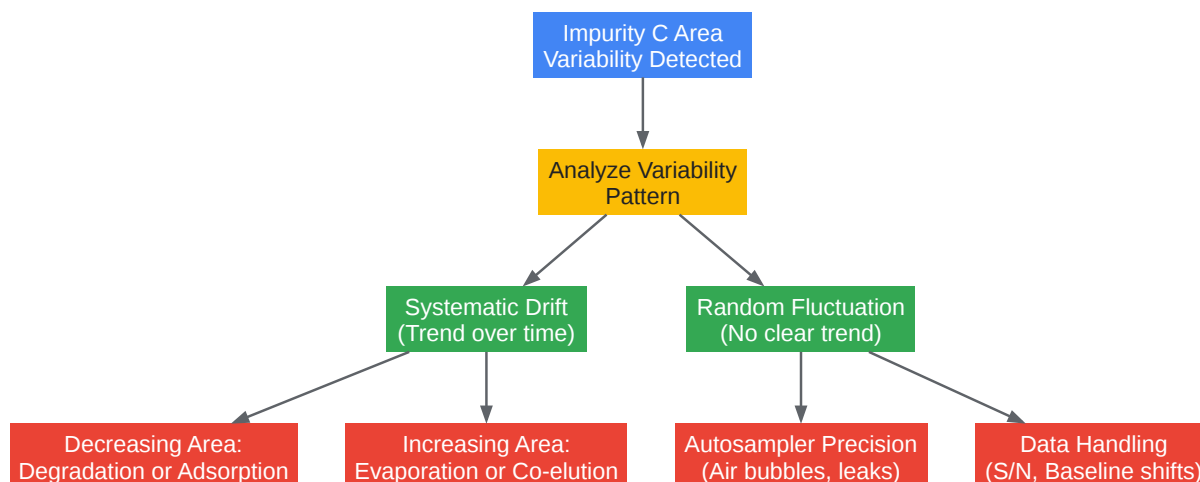 Impurity C Area
Variability Detected
Analyze Variability
Pattern
Systematic Drift
(Trend over time)
Random Fluctuation
(No clear trend)
Decreasing Area:
Degradation or Adsorption
Increasing Area:
Evaporation or Co-elution
Autosampler Precision
(Air bubbles, leaks)
Data Handling
(S/N, Baseline shifts)